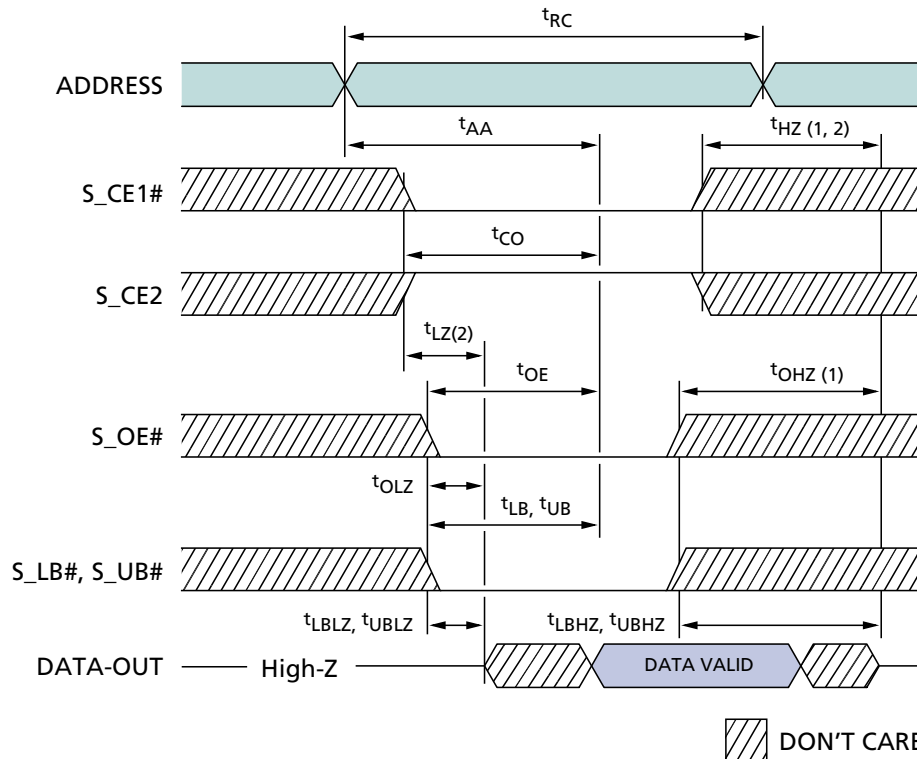 tRC
ADDRESS
tAA
tHZ (1, 2)
S_CE1#
tCO
S_CE2
tLZ(2)
tOE
tOHZ (1)
S_OE#
tOLZ
tLB, tUB
S_LB#, S_UB#
tLBLZ, tUBLZ
tLBHZ, tUBHZ
DATA-OUT
High-Z
DATA VALID
DON'T CARE